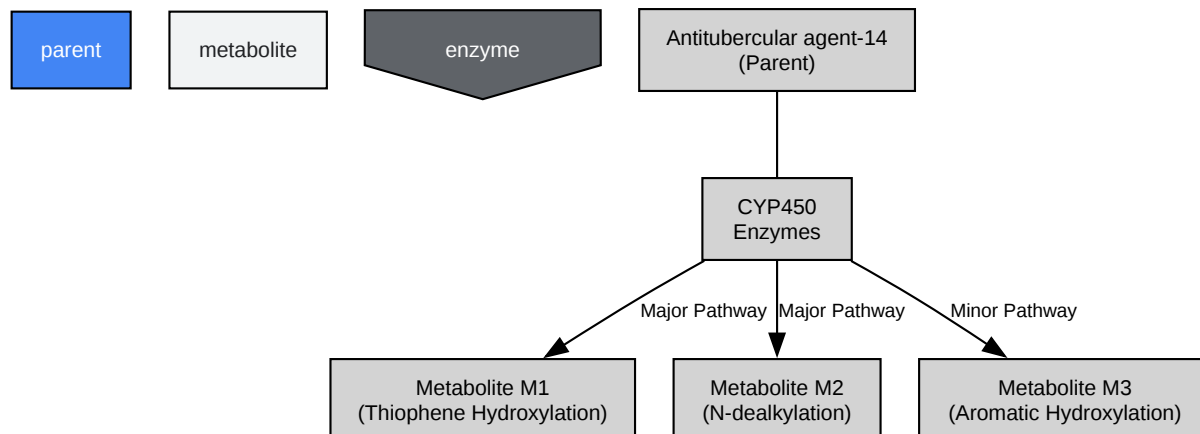 parent
metabolite
enzyme
Antitubercular agent-14
(Parent)
CYP450
Enzymes
Major Pathway
Major Pathway
Minor Pathway
Metabolite M1
(Thiophene Hydroxylation)
Metabolite M2
(N-dealkylation)
Metabolite M3
(Aromatic Hydroxylation)